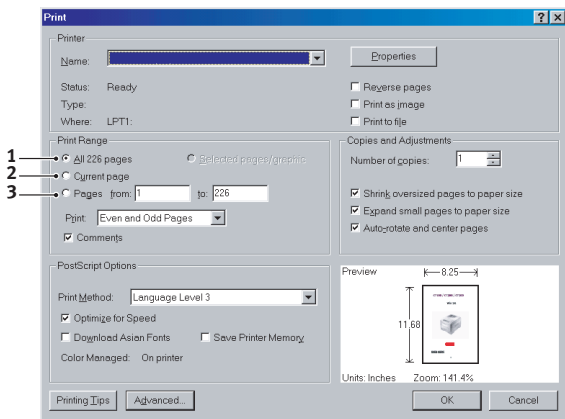 Print
Printer
Name:
Properties
Status: Ready
Type:
Where: LPT1:
Reverse pages
Print as image
Print to file
Print Range
1 All 226 pages Selected pages/graphic
2 Current page
3 Pages from: 1 to: 226
Print: Even and Odd Pages
Comments
Copies and Adjustments
Number of copies: 1
Shrink oversized pages to paper size
Expand small pages to paper size
Auto-rotate and center pages
PostScript Options
Print Method: Language Level 3
Optimize for Speed
Download Asian Fonts Save Printer Memory
Color Managed: On printer
Preview 8.25
11.68
Units: Inches Zoom: 141.4%
Printing Tips Advanced... OK Cancel